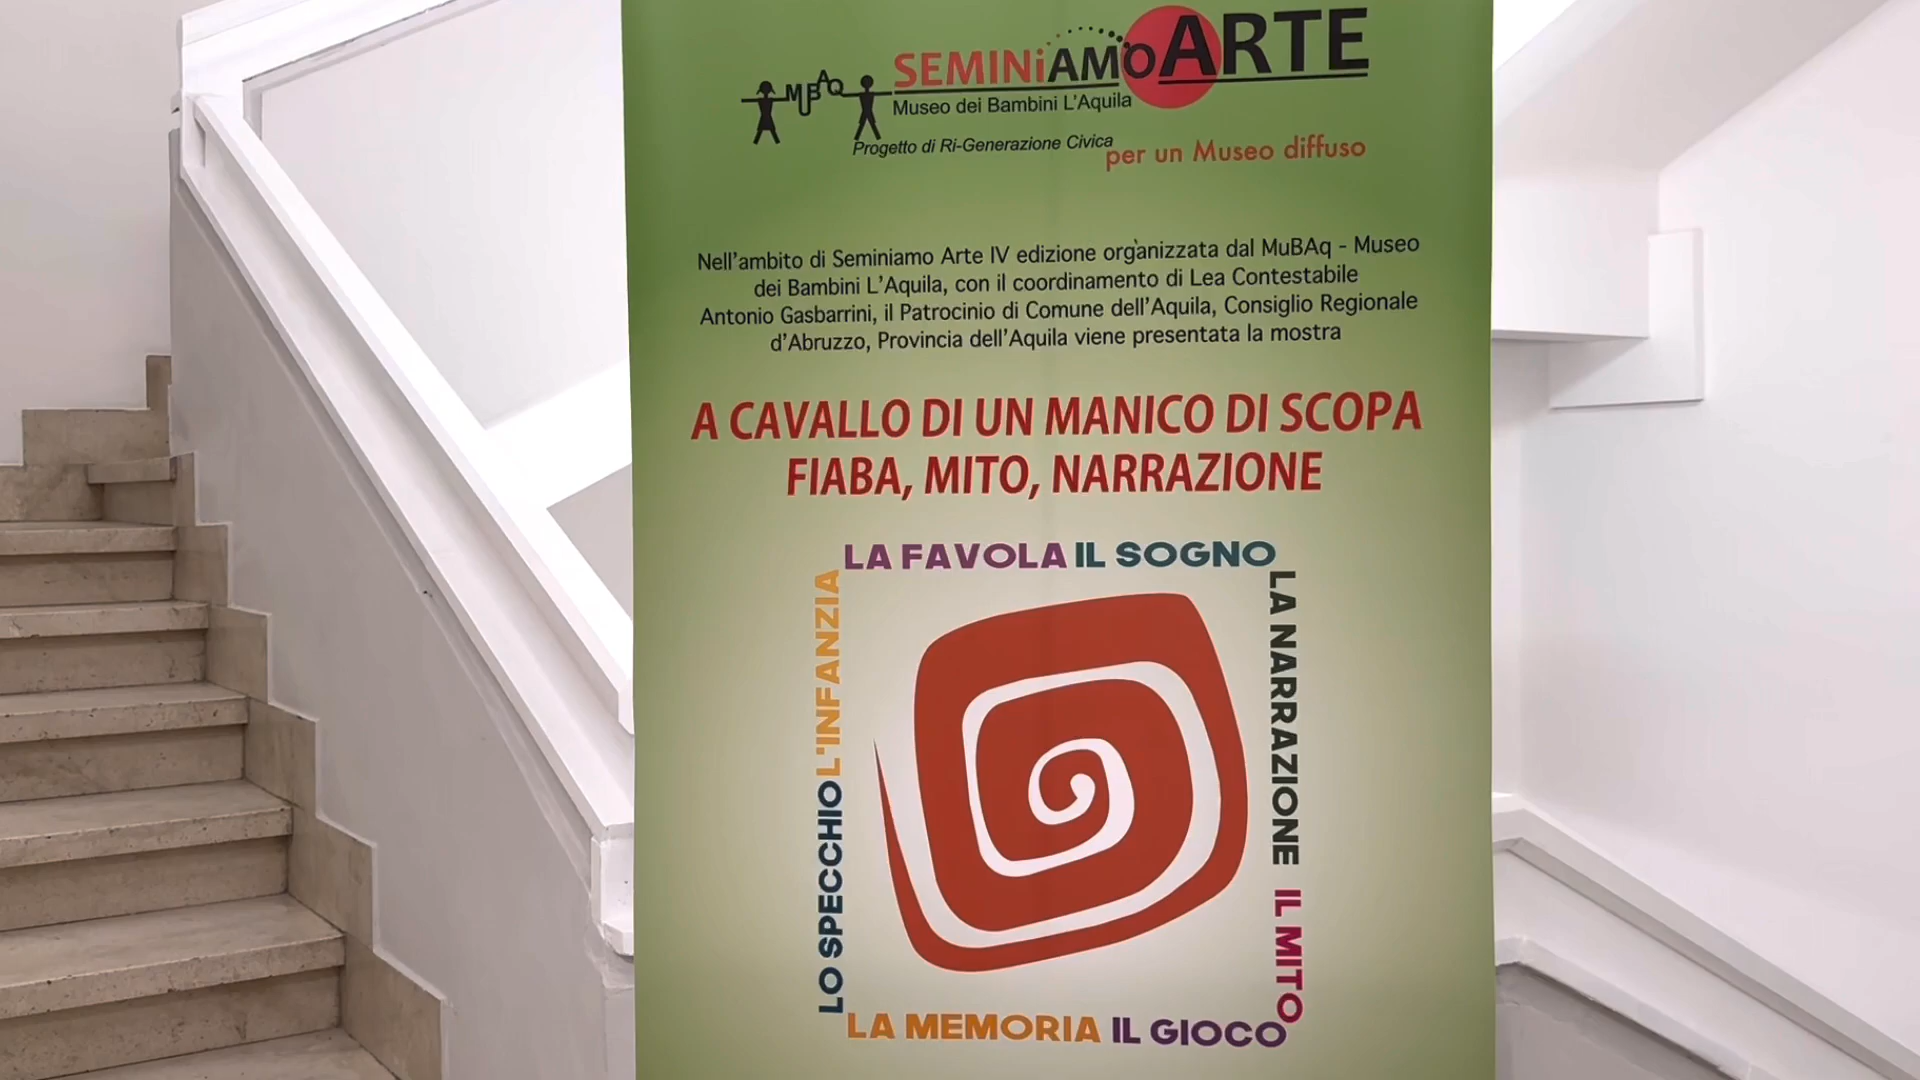 MBAQ
SEMINiAMOARTE
Museo dei Bambini L'Aquila
Progetto di Ri-Generazione Civica
per un Museo diffuso
Nell'ambito di Seminiamo Arte IV edizione organizzata dal MuBAq - Museo
dei Bambini L'Aquila, con il coordinamento di Lea Contestabile
Antonio Gasbarrini, il Patrocinio di Comune dell'Aquila, Consiglio Regionale
d'Abruzzo, Provincia dell'Aquila viene presentata la mostra
A CAVALLO DI UN MANICO DI SCOPA
FIABA, MITO, NARRAZIONE
LA FAVOLA IL SOGNO
LA NARRAZIONE IL MITO
LO SPECCHIO L'INFANZIA
LA MEMORIA IL GIOCO